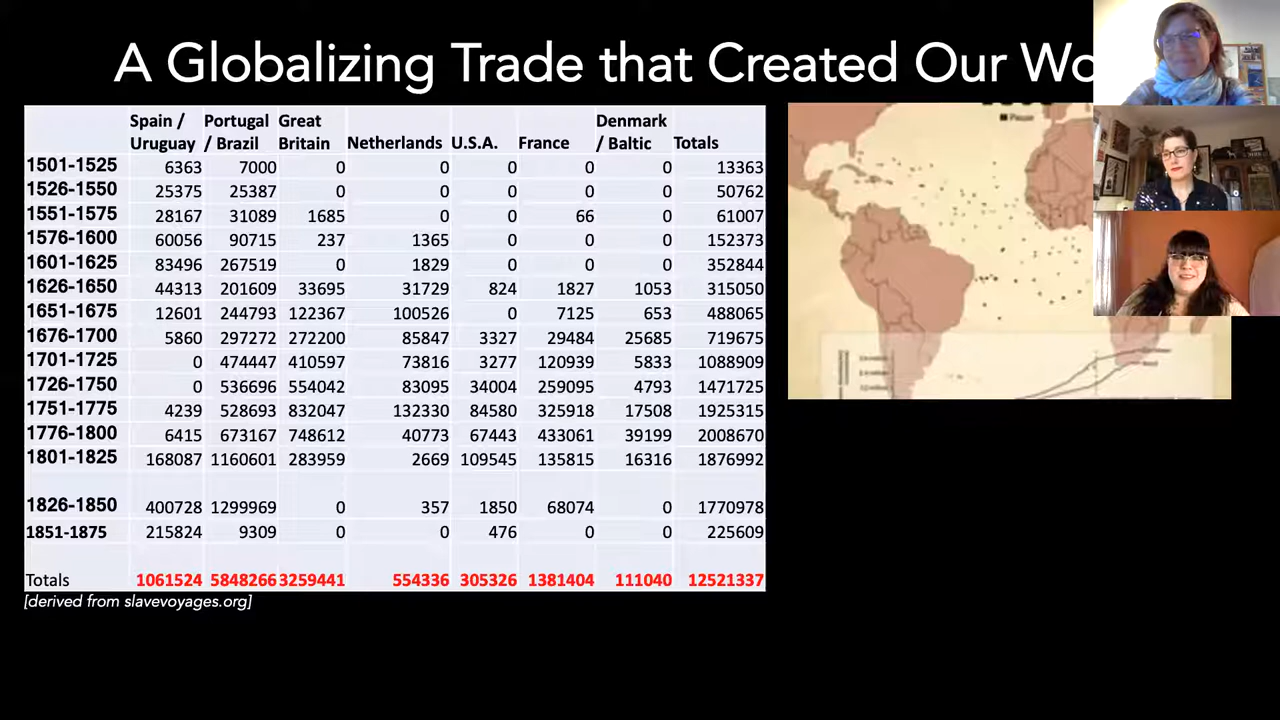 A Globalizing Trade that Created Our Wo
Spain / Portugal Great Denmark
Uruguay / Brazil Britain Netherlands U.S.A. France / Baltic Totals
1501-1525 6363 7000 0 0 0 0 0 13363
1526-1550 25375 25387 0 0 0 0 0 50762
1551-1575 28167 31089 1685 0 0 66 0 61007
1576-1600 60056 90715 237 1365 0 0 0 152373
1601-1625 83496 267519 0 1829 0 0 0 352844
1626-1650 44313 201609 33695 31729 824 1827 1053 315050
1651-1675 12601 244793 122367 100526 0 7125 653 488065
1676-1700 5860 297272 272200 85847 3327 29484 25685 719675
1701-1725 0 474447 410597 73816 3277 120939 5833 1088909
1726-1750 0 536696 554042 83095 34004 259095 4793 1471725
1751-1775 4239 528693 832047 132330 84580 325918 17508 1925315
1776-1800 6415 673167 748612 40773 67443 433061 39199 2008670
1801-1825 168087 1160601 283959 2669 109545 135815 16316 1876992
1826-1850 400728 1299969 0 357 1850 68074 0 1770978
1851-1875 215824 9309 0 0 476 0 0 225609
Totals 1061524 5848266 3259441 554336 305326 1381404 111040 12521337
[derived from slavevoyages.org]
Pause